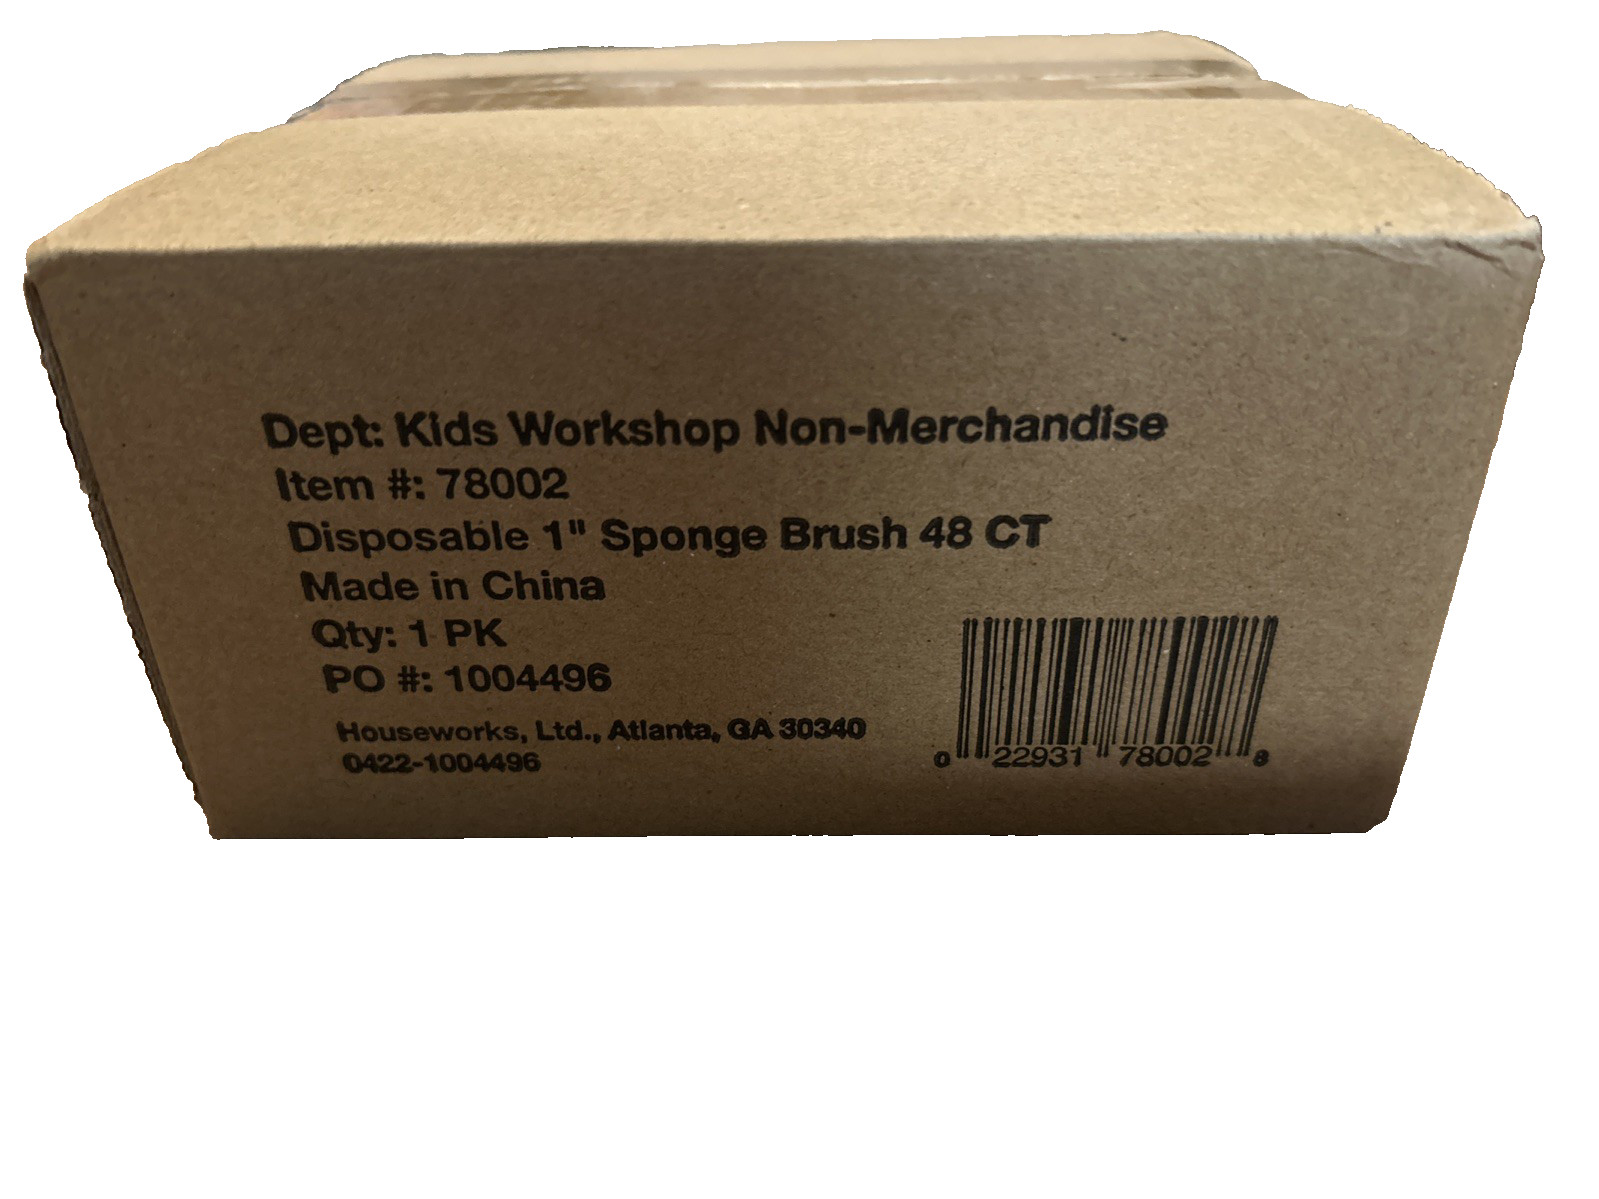 Dept: Kids Workshop Non-Merchandise
Item #: 78002
Disposable 1" Sponge Brush 48 CT
Made in China
Qty: 1 PK
PO #: 1004496
Houseworks, Ltd., Atlanta, GA 30340
0422-1004496
0 22931 78002 8